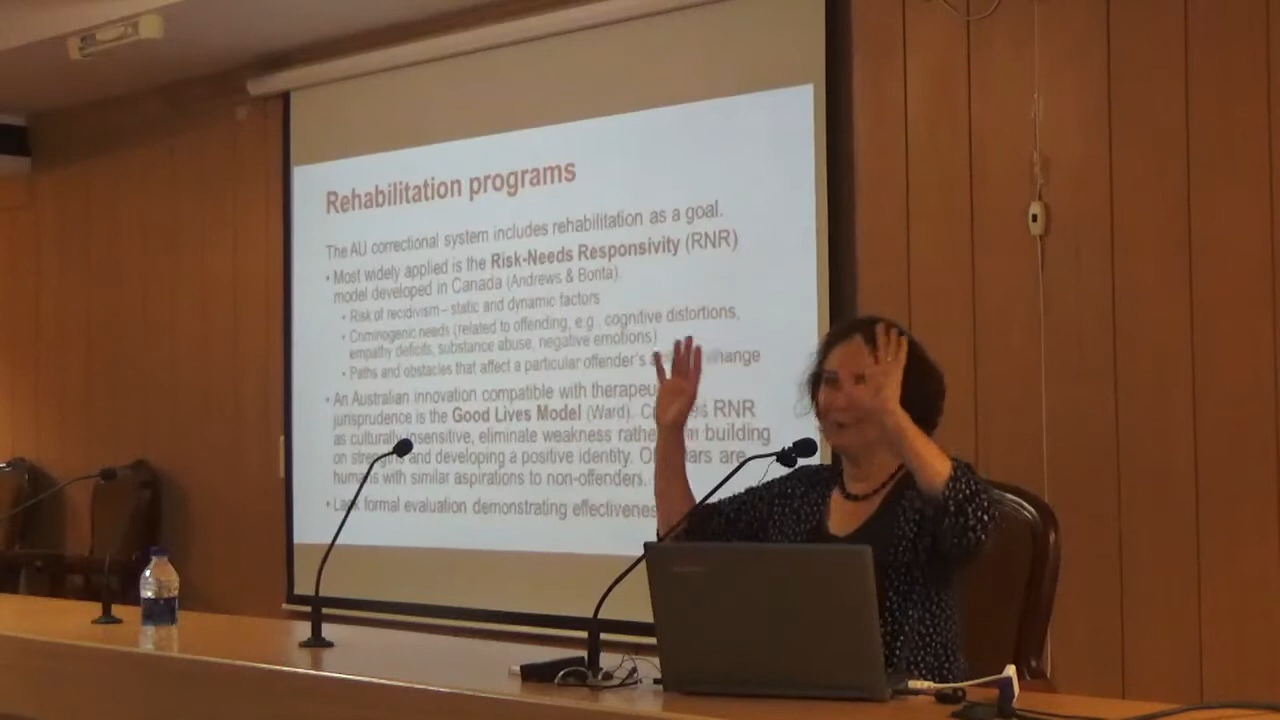 Rehabilitation programs
The AU correctional system includes rehabilitation as a goal.
• Most widely applied is the Risk-Needs Responsivity (RNR)
model developed in Canada (Andrews & Bonta).
• Risk of recidivism – static and dynamic factors
• Criminogenic needs (related to offending, e.g. cognitive distortions,
empathy deficits, substance abuse, negative emotions)
• Paths and obstacles that affect a particular offender's change
• An Australian innovation compatible with
jurisprudence is the Good Lives Model (Ward). RNR
as culturally insensitive, eliminate weakness building
on strengths and developing a positive identity. are
humans with similar aspirations to non-offenders.
• Lack formal evaluation demonstrating